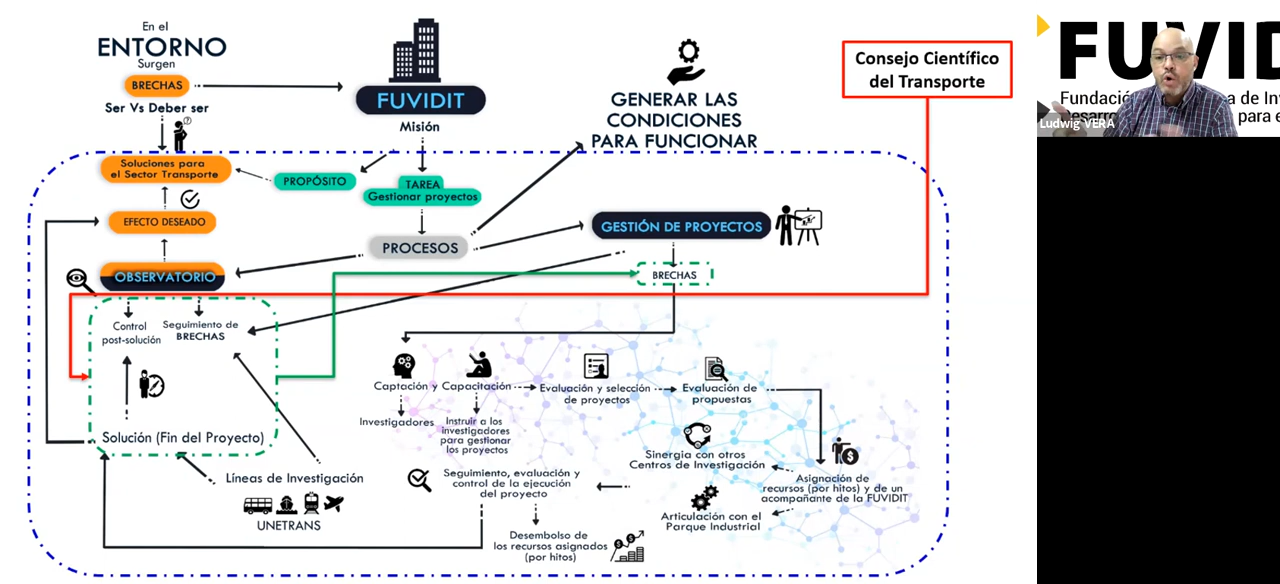 En el
ENTORNO
Surgen
BRECHAS
Ser Vs Deber ser
Soluciones para
el Sector Transporte
EFECTO DESEADO
OBSERVATORIO
Control
post-solución
Seguimiento de
BRECHAS
Solución (Fin del Proyecto)
Líneas de Investigación
UNETRANS
FUVIDIT
Misión
PROPÓSITO
TAREA
Gestionar proyectos
PROCESOS
GENERAR LAS
CONDICIONES
PARA FUNCIONAR
GESTIÓN DE PROYECTOS
BRECHAS
Captación y
Capacitación
Investigadores
Instruir a los
investigadores
para gestionar
los proyectos
Evaluación y selección
de proyectos
Evaluación de
propuestas
Sinergia con otros
Centros de Investigación
Asignación de
recursos (por hitos) y de un
acompañante de la FUVIDIT
Articulación con el
Parque Industrial
Seguimiento, evaluación y
control de la ejecución
del proyecto
Desembolso de
los recursos asignados
(por hitos)
Consejo Científico
del Transporte
FUVID
a de In
para e
Ludwig VERA